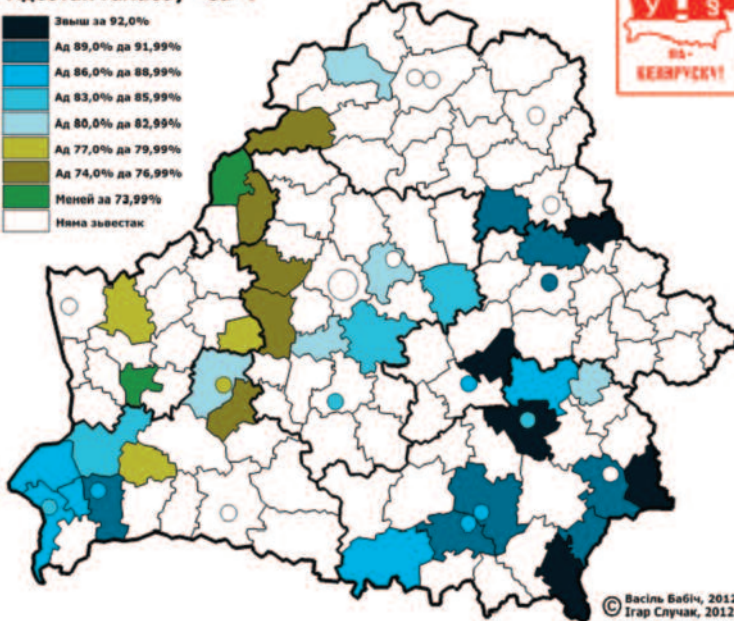 Звыш за 92,0%
Ад 89,0% да 91,99%
Ад 86,0% да 88,99%
Ад 83,0% да 85,99%
Ад 80,0% да 82,99%
Ад 77,0% да 79,99%
Ад 74,0% да 76,99%
Меней за 73,99%
Няма зьвестак
ПА-
БЕЛАРУСКУ!
© Васіль Бабіч, 2012
Ігар Случак, 2012